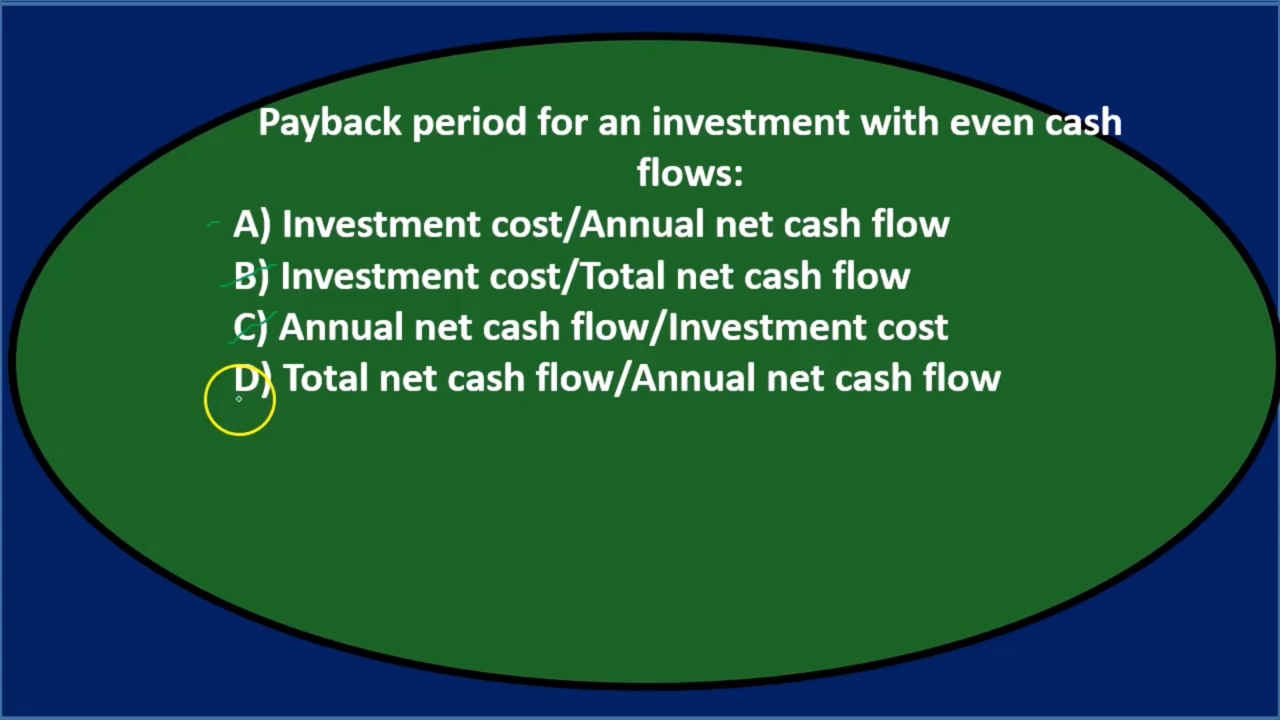 Payback period for an investment with even cash
flows:
A) Investment cost/Annual net cash flow
B) Investment cost/Total net cash flow
C) Annual net cash flow/Investment cost
D) Total net cash flow/Annual net cash flow